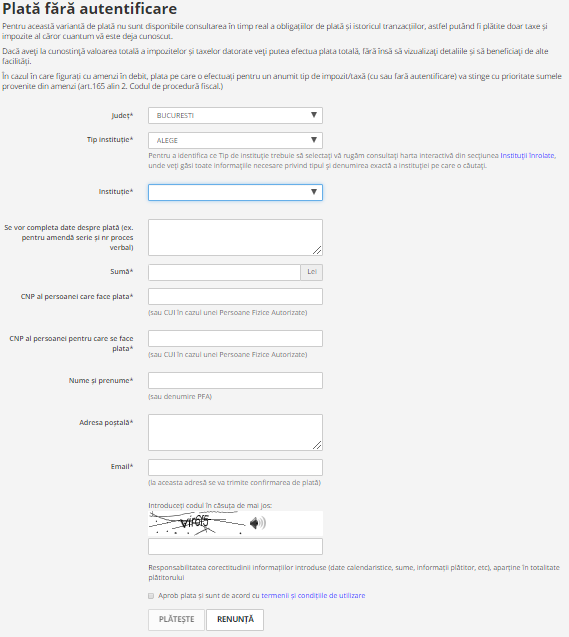 Plată fără autentificare
Pentru această variantă de plată nu sunt disponibile consultarea în timp real a obligațiilor de plată și istoricul tranzacțiilor, astfel putând fi plătite doar taxe și
impozite al căror cuantum vă este deja cunoscut.
Dacă aveți la cunoștință valoarea totală a impozitelor și taxelor datorate veți putea efectua plata totală, fără însă să vizualizați detaliile și să beneficiați de alte
facilități.
În cazul în care figurați cu amenzi în debit, plata pe care o efectuați pentru un anumit tip de impozit/taxă (cu sau fară autentificare) va stinge cu prioritate sumele
provenite din amenzi (art.165 alin 2. Codul de procedură fiscal.)
Județ* BUCURESTI
Tip instituție* ALEGE
Pentru a identifica ce Tip de instituție trebuie să selectați vă rugăm consultați harta interactivă din secțiunea Instituții înrolate,
unde veți găsi toate informațiile necesare privind tipul și denumirea exactă a instituției pe care o căutați.
Instituție*
Se vor completa date despre plată (ex.
pentru amendă serie și nr proces
verbal)
Sumă* Lei
CNP al persoanei care face plata*
(sau CUI în cazul unei Persoane Fizice Autorizate)
CNP al persoanei pentru care se face
plata*
(sau CUI în cazul unei Persoane Fizice Autorizate)
Nume și prenume*
(sau denumire PFA)
Adresa poștală*
Email*
(la aceasta adresă se va trimite confirmarea de plată)
Introduceți codul în căsuța de mai jos:
Responsabilitatea corectitudinii informațiilor introduse (date calendaristice, sume, informații plătitor, etc), aparține în totalitate
plătitorului
Aprob plata și sunt de acord cu termenii și condițiile de utilizare
PLĂTEȘTE RENUNȚĂ